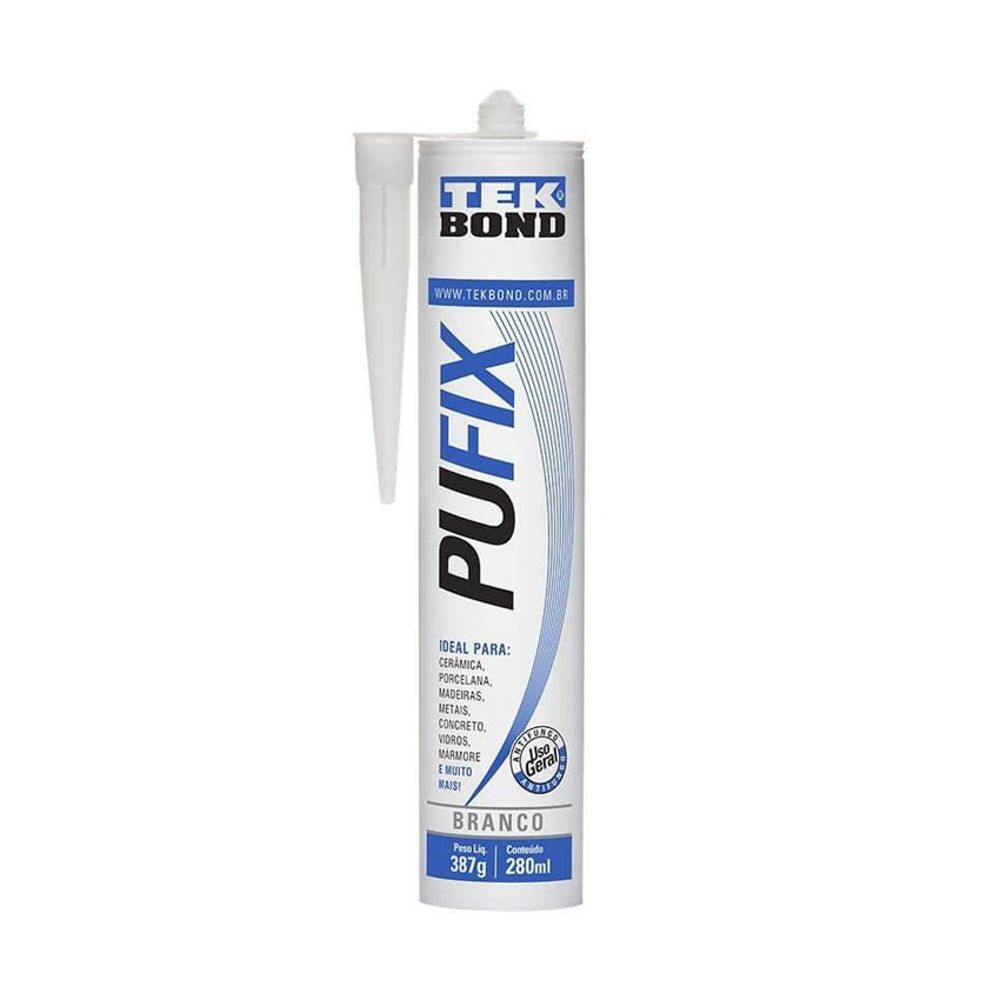 TEK®
BOND
WWW.TEKBOND.COM.BR
PUFIX
IDEAL PARA:
CERÂMICA,
PORCELANA,
MADEIRAS,
METAIS,
CONCRETO,
VIDROS,
MÁRMORE
E MUITO
MAIS!
ANTIFUNGO
Uso
Geral
ANTIFUNGO
BRANCO
Peso Liq. Conteúdo
387g 280ml